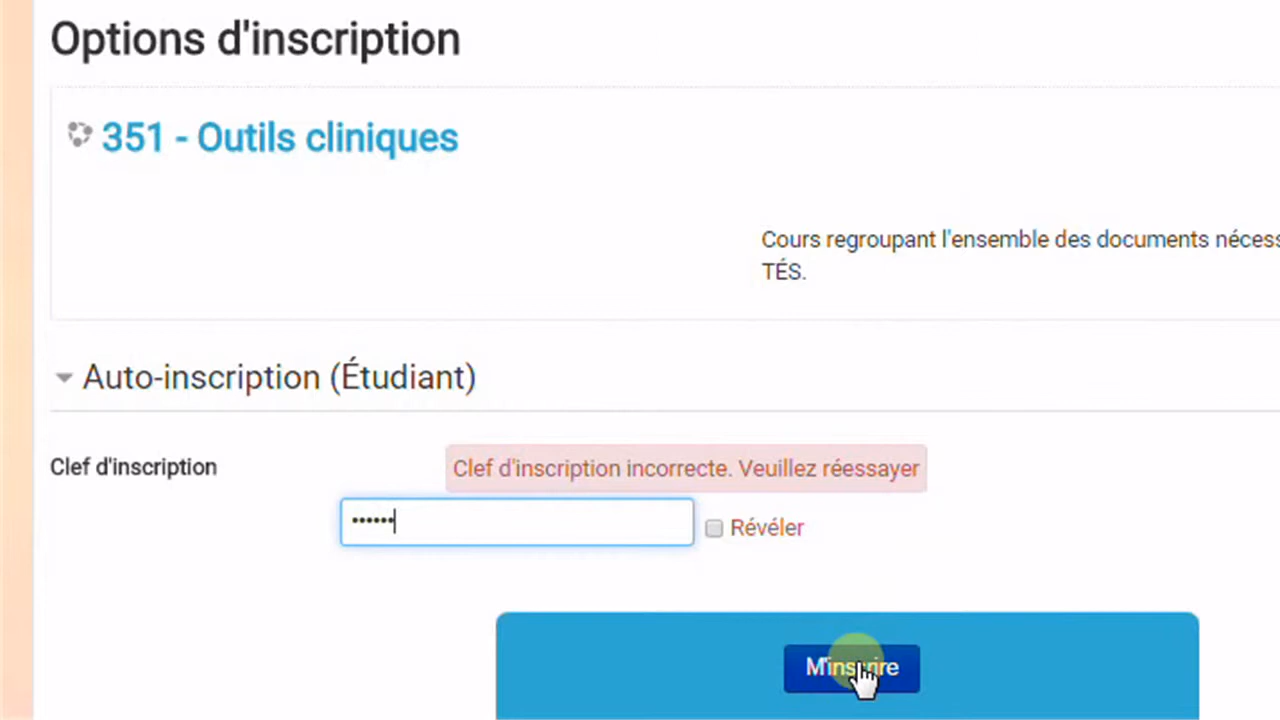 Options d'inscription
351 - Outils cliniques
Cours regroupant l'ensemble des documents
TÉS.
Auto-inscription (Étudiant)
Clef d'inscription
Clef d'inscription incorrecte. Veuillez réessayer
••••••
Révéler
M'inscrire